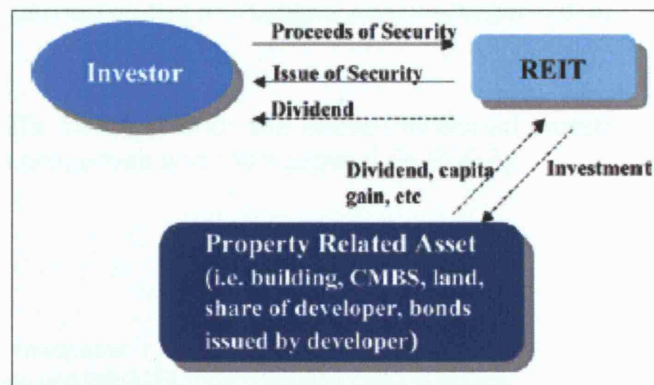 Proceeds of Security
Investor
Issue of Security
REIT
Dividend
Dividend, capita
gain, etc
Investment
Property Related Asset
(i.e. building, CMBS, land,
share of developer, bonds
issued by developer)